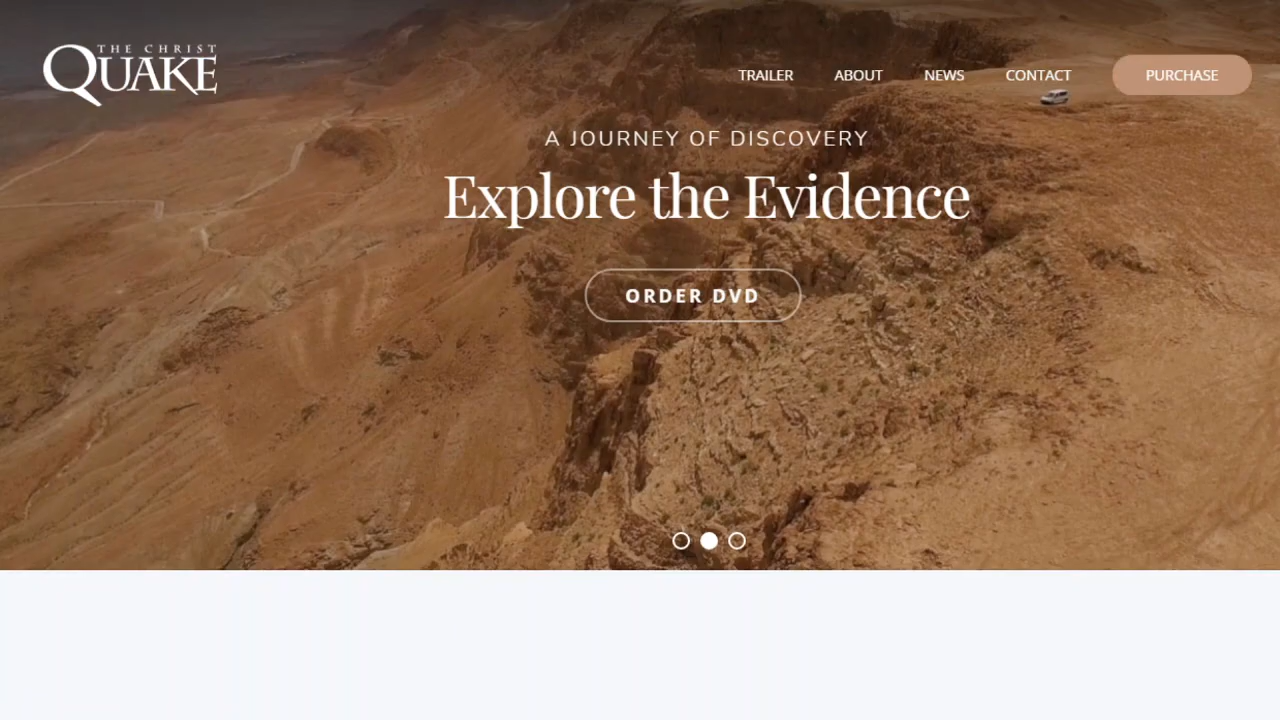 THE CHRIST
QUAKE
TRAILER
ABOUT
NEWS
CONTACT
PURCHASE
A JOURNEY OF DISCOVERY
Explore the Evidence
ORDER DVD